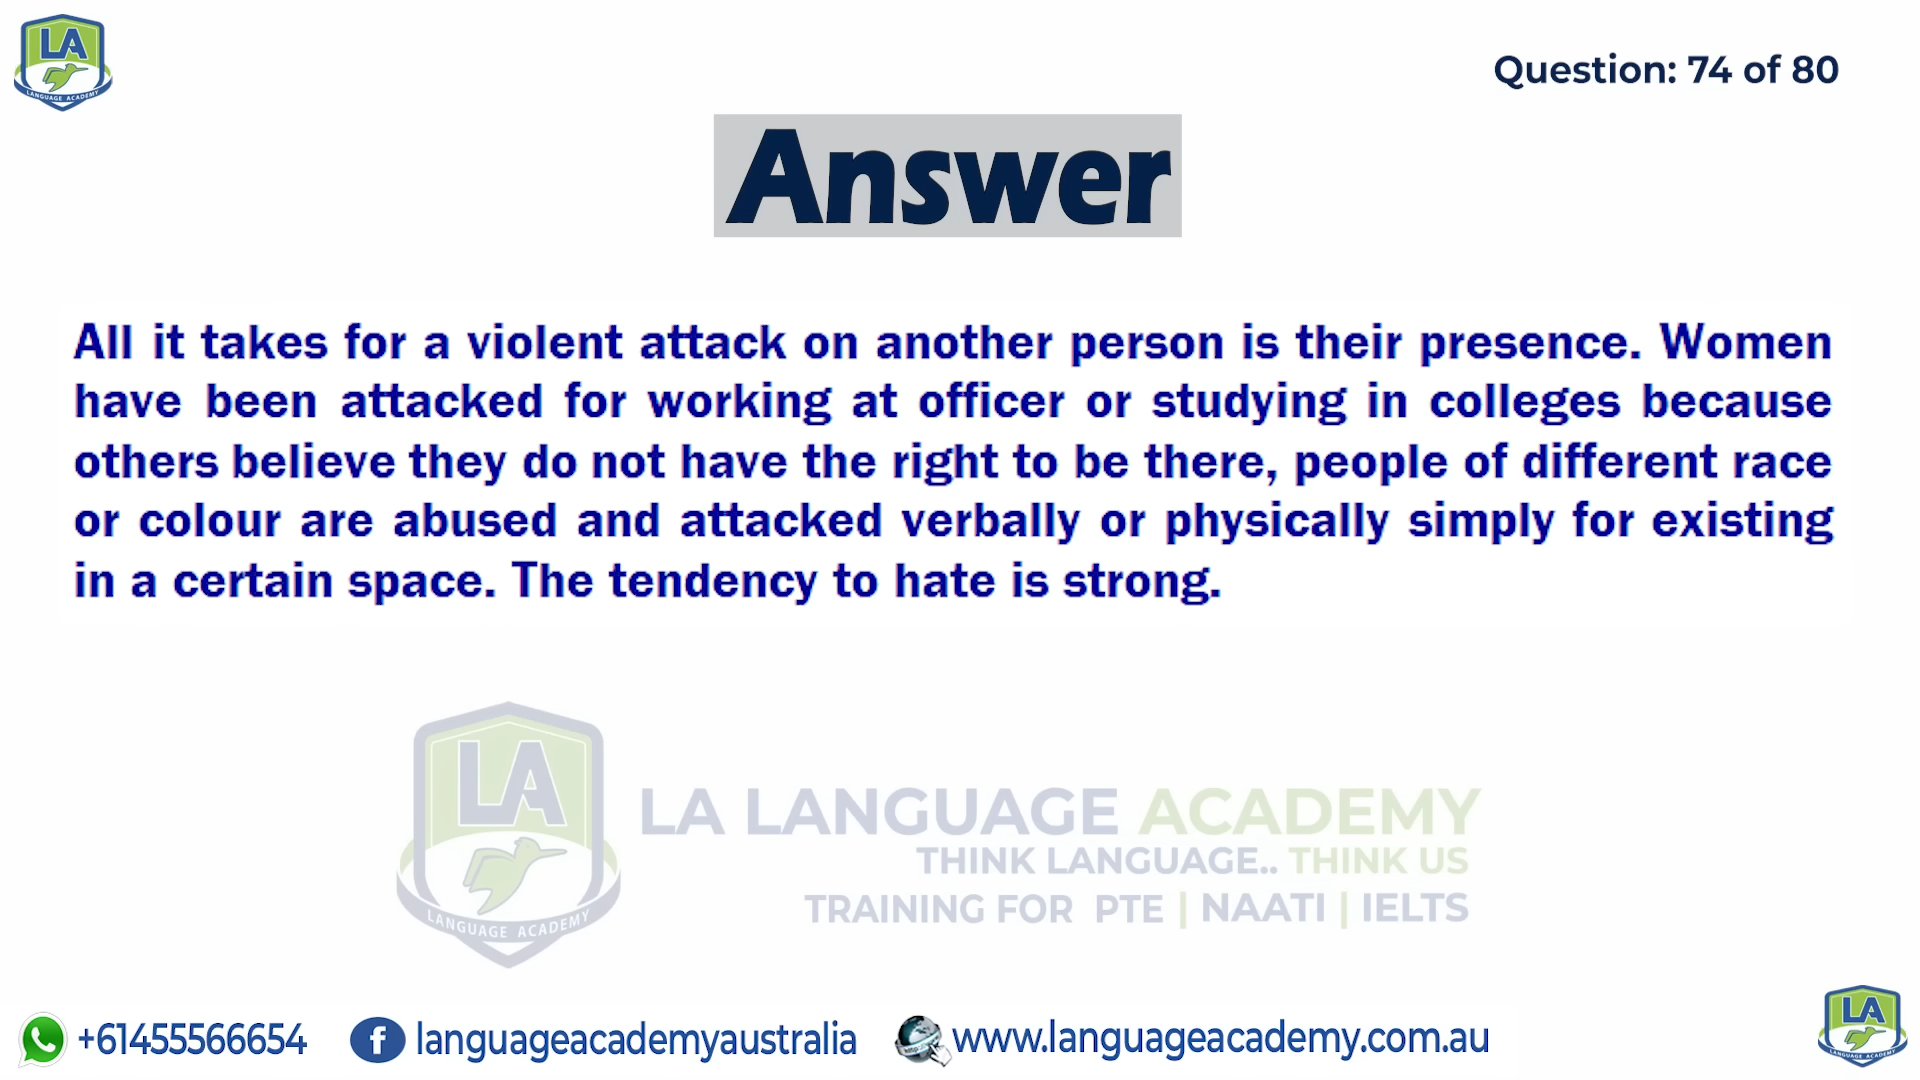 LA
LANGUAGE ACADEMY
Question: 74 of 80
Answer
All it takes for a violent attack on another person is their presence. Women
have been attacked for working at officer or studying in colleges because
others believe they do not have the right to be there, people of different race
or colour are abused and attacked verbally or physically simply for existing
in a certain space. The tendency to hate is strong.
LA
LANGUAGE ACADEMY
LA LANGUAGE ACADEMY
THINK LANGUAGE.. THINK US
TRAINING FOR PTE | NAATI | IELTS
+61455566654
f languageacademyaustralia
http://
www.languageacademy.com.au
LA
LANGUAGE ACADEMY